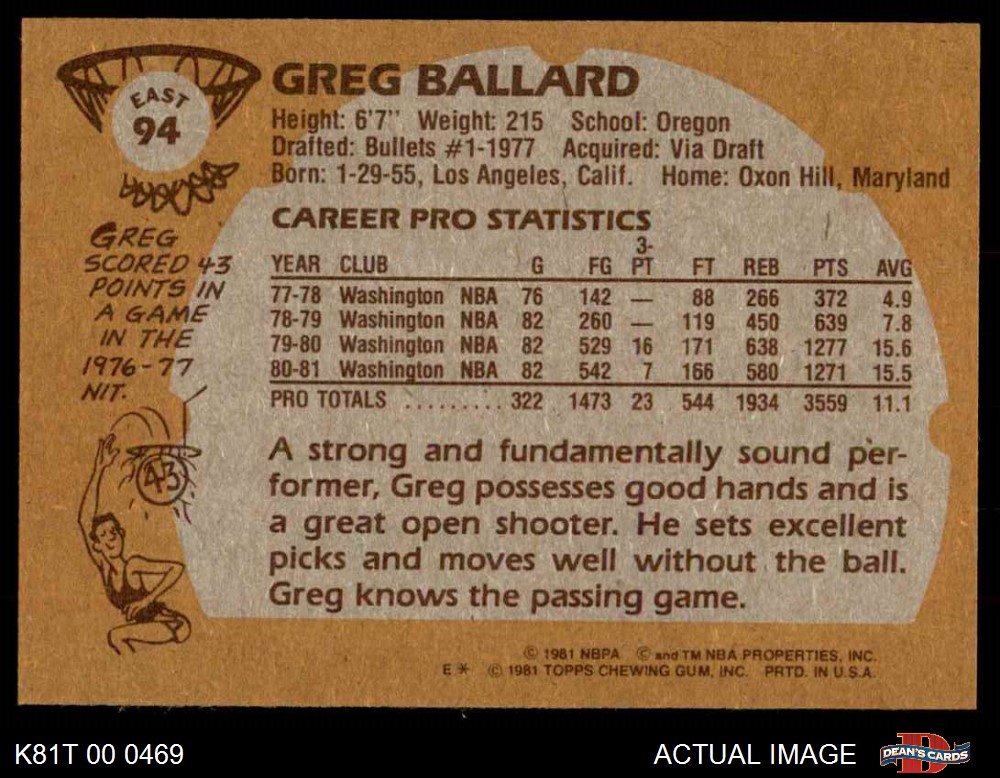 EAST
94
GREG BALLARD
Height: 6'7" Weight: 215 School: Oregon
Drafted: Bullets #1-1977 Acquired: Via Draft
Born: 1-29-55, Los Angeles, Calif. Home: Oxon Hill, Maryland
GREG
SCORED 43
POINTS IN
A GAME
IN THE
1976-77
NIT.
43
CAREER PRO STATISTICS
YEAR CLUB G FG 3-PT FT REB PTS AVG
77-78 Washington NBA 76 142 — 88 266 372 4.9
78-79 Washington NBA 82 260 — 119 450 639 7.8
79-80 Washington NBA 82 529 16 171 638 1277 15.6
80-81 Washington NBA 82 542 7 166 580 1271 15.5
PRO TOTALS .......... 322 1473 23 544 1934 3559 11.1
A strong and fundamentally sound per-
former, Greg possesses good hands and is
a great open shooter. He sets excellent
picks and moves well without the ball.
Greg knows the passing game.
© 1981 NBPA © and TM NBA PROPERTIES, INC.
E * © 1981 TOPPS CHEWING GUM, INC. PRTD. IN U.S.A.
K81T 00 0469
ACTUAL IMAGE
DEAN'S CARDS